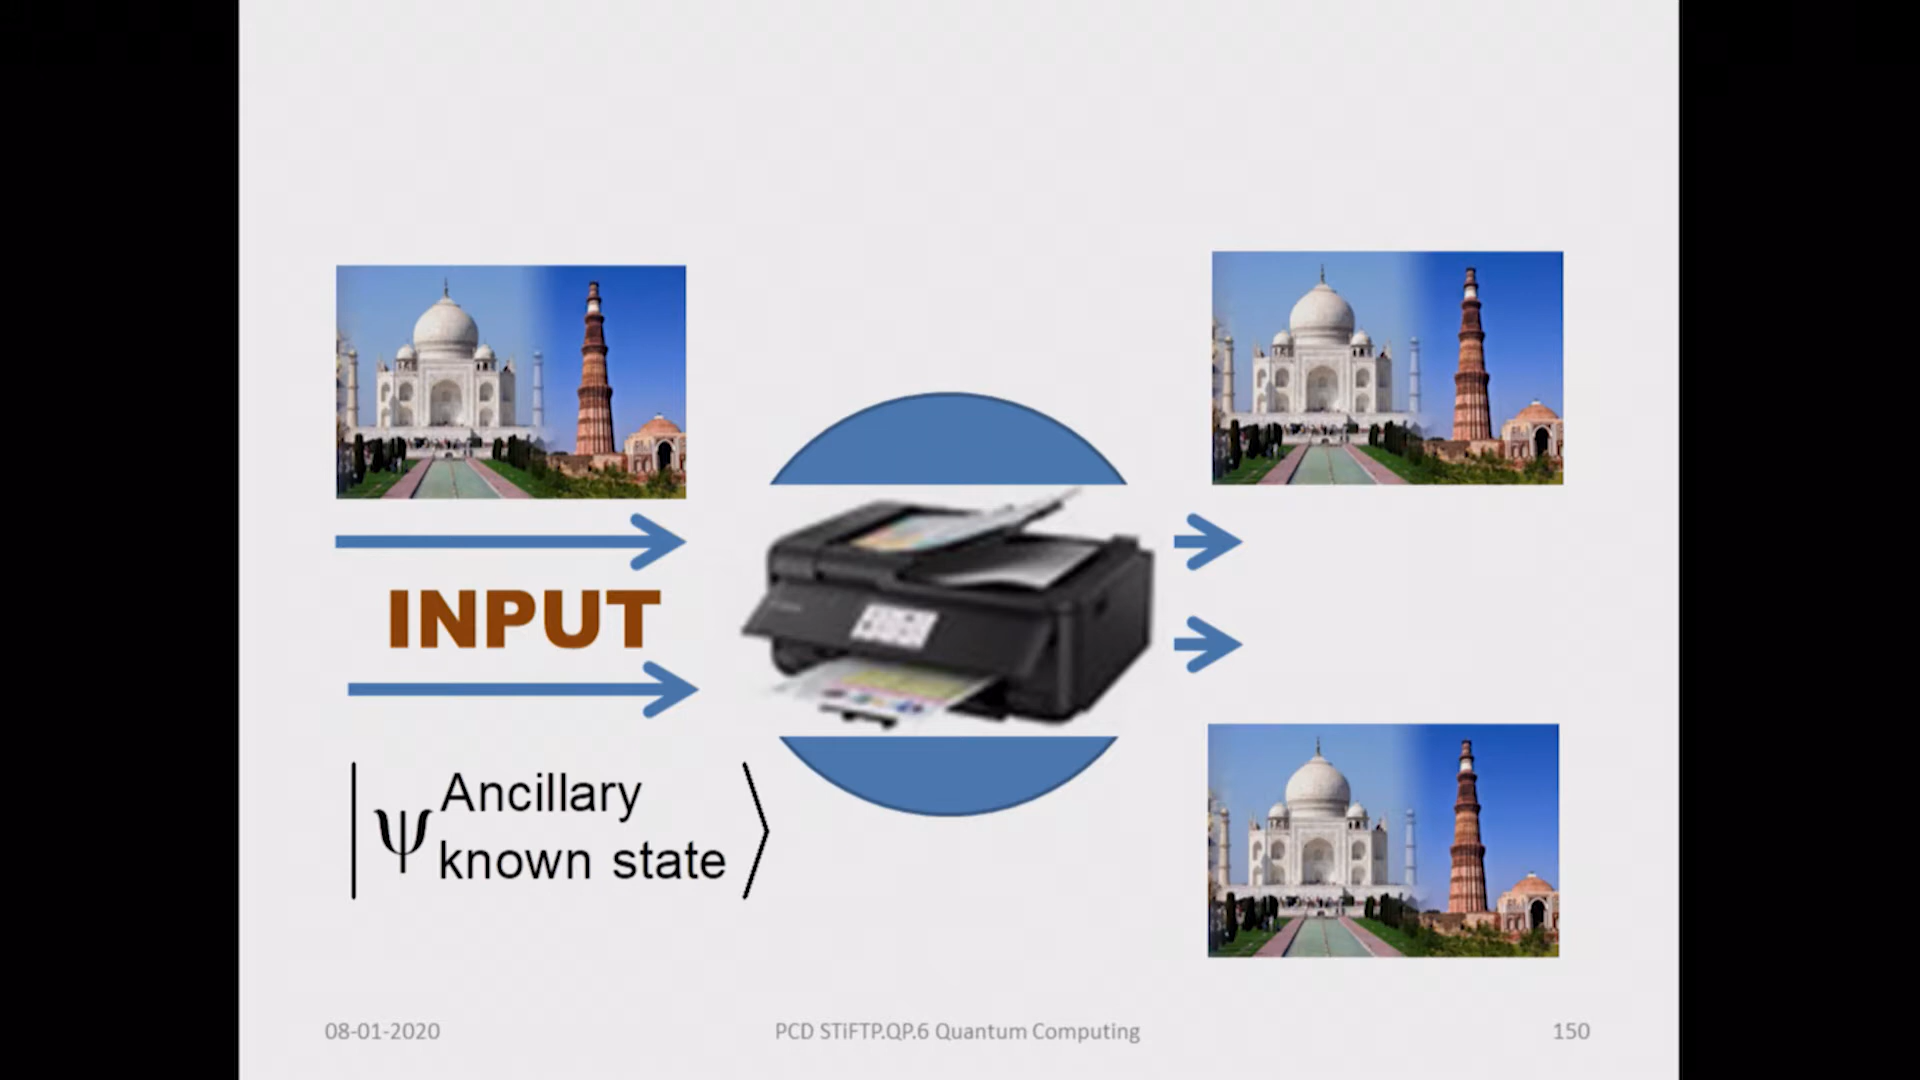 INPUT
|ψ Ancillary
known state⟩
08-01-2020
PCD STiFTP.QP.6 Quantum Computing
150